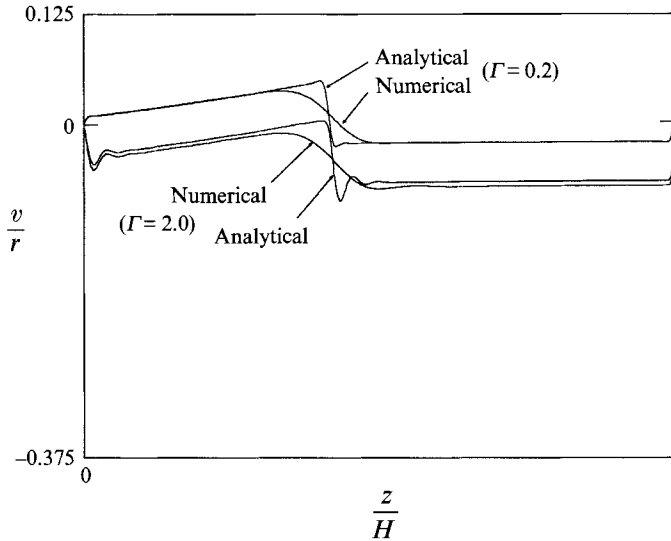 0.125
Analytical
(Γ = 0.2)
Numerical
0
Numerical
(Γ = 2.0)
Analytical
v
r
−0.375
0
z
H